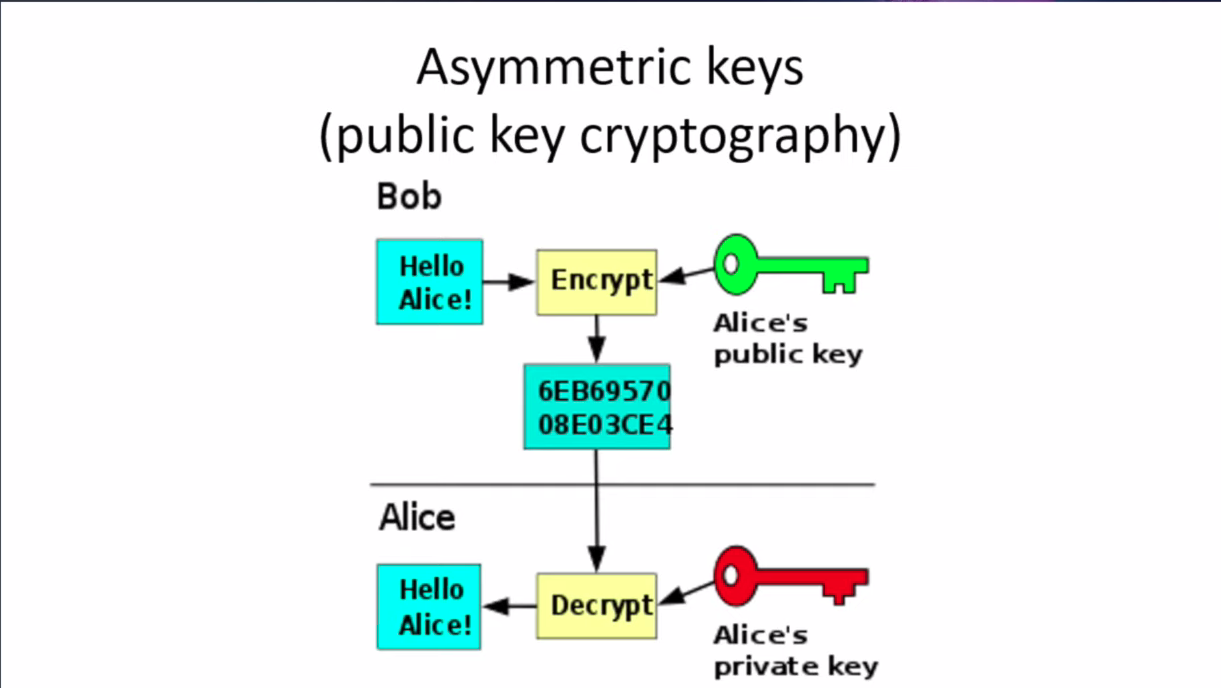 Asymmetric keys
(public key cryptography)
Bob
Hello
Alice!
Encrypt
Alice's
public key
6EB69570
08E03CE4
Alice
Hello
Alice!
Decrypt
Alice's
private key